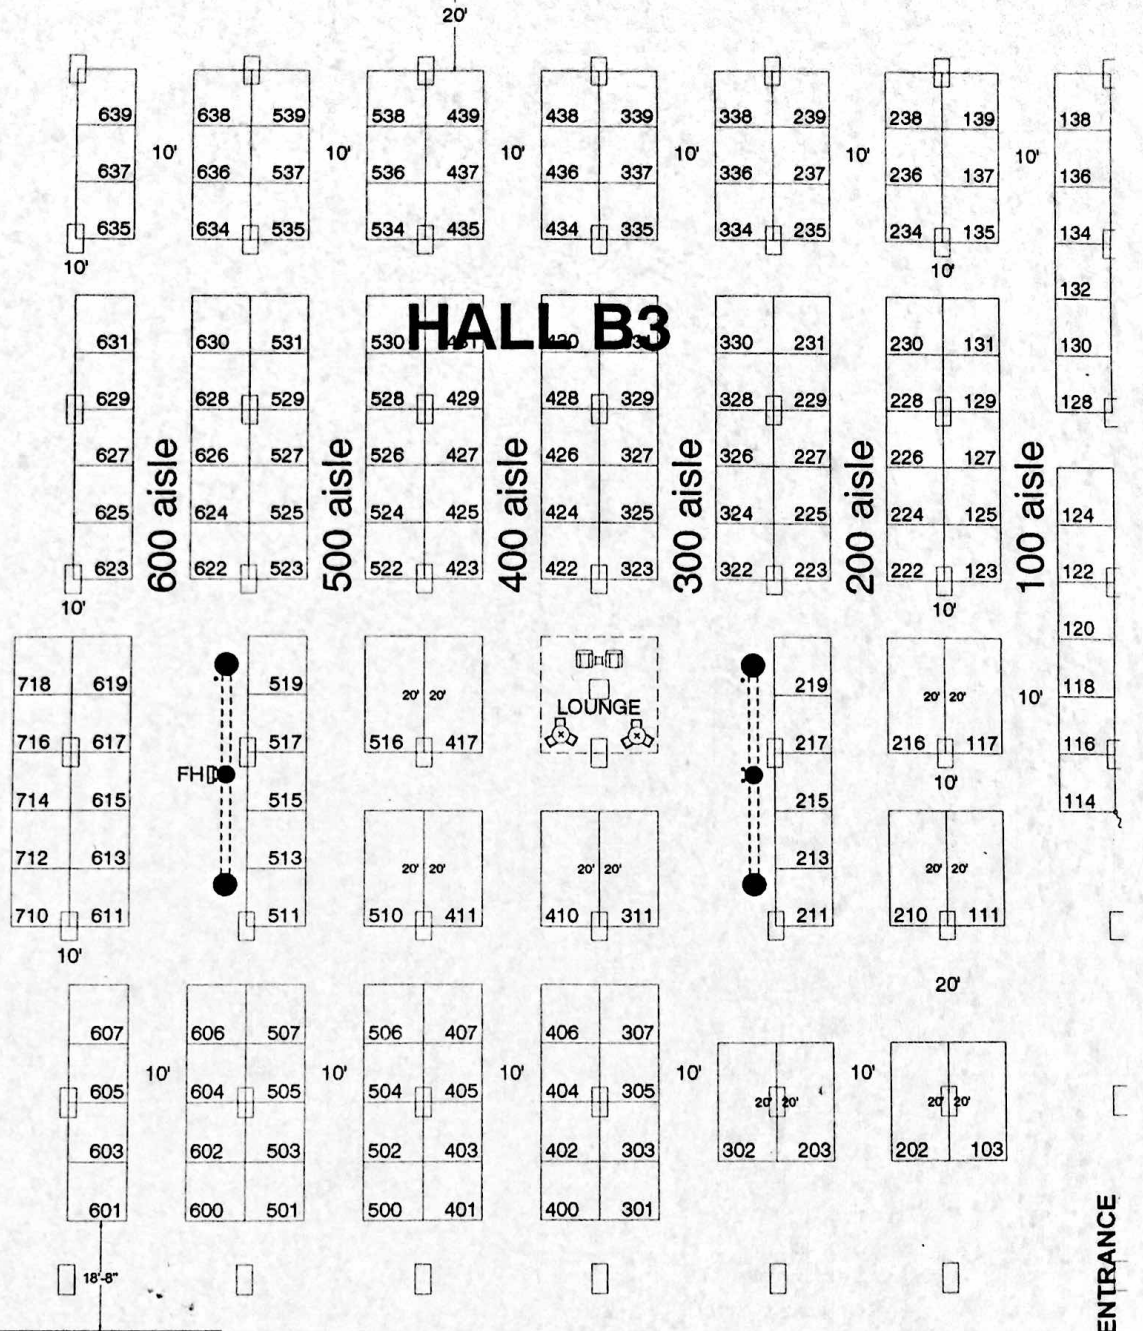 20'
639 638 539 538 439 438 339 338 239 238 139 138
10' 10' 10' 10' 10' 10'
637 636 537 536 437 436 337 336 237 236 137 136
635 634 535 534 435 434 335 334 235 234 135 134
10' 10'
132
HALL B3
631 630 531 530 330 231 230 131 130
629 628 529 528 429 428 329 328 229 228 129 128
627 626 527 526 427 426 327 326 227 226 127
600 aisle 500 aisle 400 aisle 300 aisle 200 aisle 100 aisle
625 624 525 524 425 424 325 324 225 224 125 124
623 622 523 522 423 422 323 322 223 222 123 122
10' 10'
120
718 619 519 20' 20' 219 20' 20' 10' 118
LOUNGE
716 617 517 516 417 217 216 117 116
FH 10'
714 615 515 215 114
712 613 513 20' 20' 20' 20' 213 20' 20'
710 611 511 510 411 410 311 211 210 111
10' 20'
607 606 507 506 407 406 307
10' 10' 10' 10' 10'
605 604 505 504 405 404 305 20' 20' 20' 20'
603 602 503 502 403 402 303 302 203 202 103
601 600 501 500 401 400 301
18'-8"
ENTRANCE